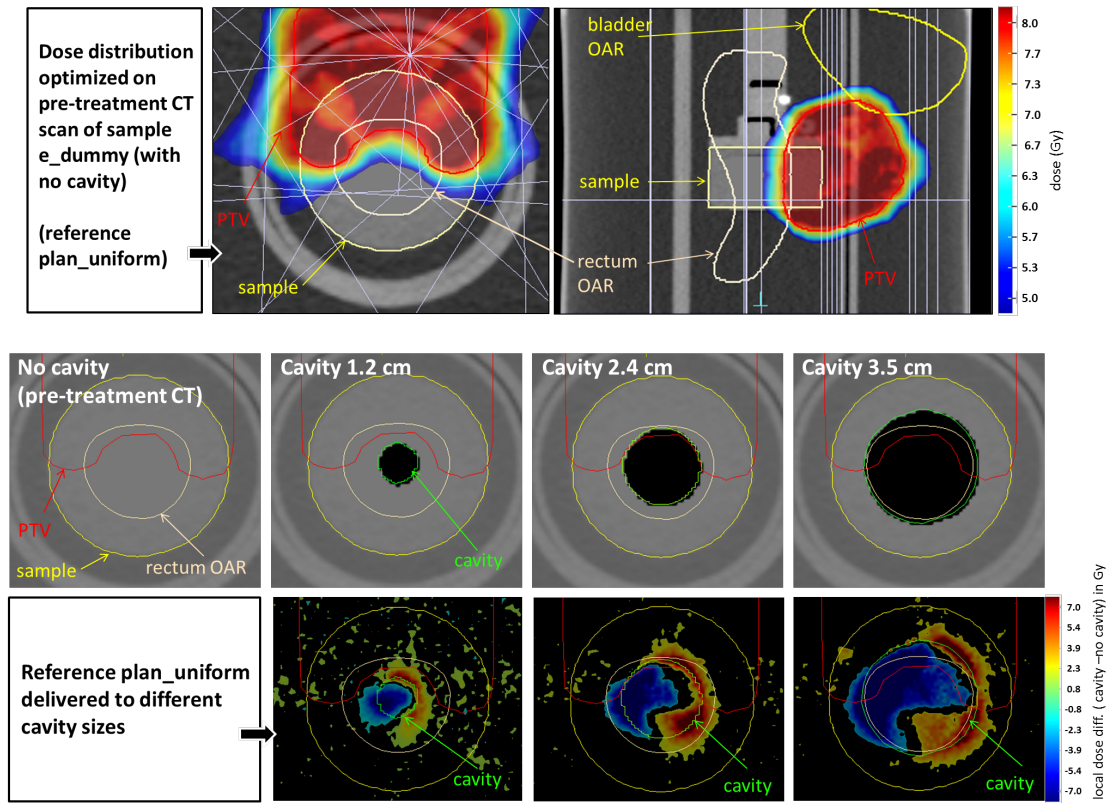 Dose distribution
optimized on
pre-treatment CT
scan of sample
e_dummy (with
no cavity)
(reference
plan_uniform)
PTV
sample
bladder
OAR
sample
rectum
OAR
PTV
8.0
7.7
7.3
7.0
6.7
6.3
6.0
5.7
5.3
5.0
dose (Gy)
No cavity
(pre-treatment CT)
PTV
sample
rectum OAR
Cavity 1.2 cm
cavity
Cavity 2.4 cm
Cavity 3.5 cm
Reference plan_uniform
delivered to different
cavity sizes
cavity
cavity
cavity
7.0
5.4
3.9
2.4
0.8
-0.8
-2.4
-3.9
-5.4
-7.0
local dose diff. ( cavity –no cavity) in Gy